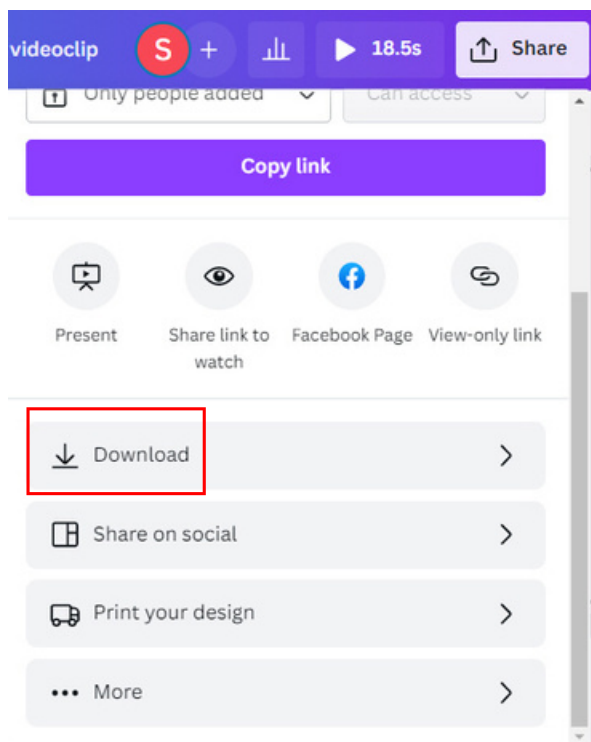 videoclip S + 18.5s Share
Only people added Can access
Copy link
Present Share link to watch Facebook Page View-only link
Download
Share on social
Print your design
More